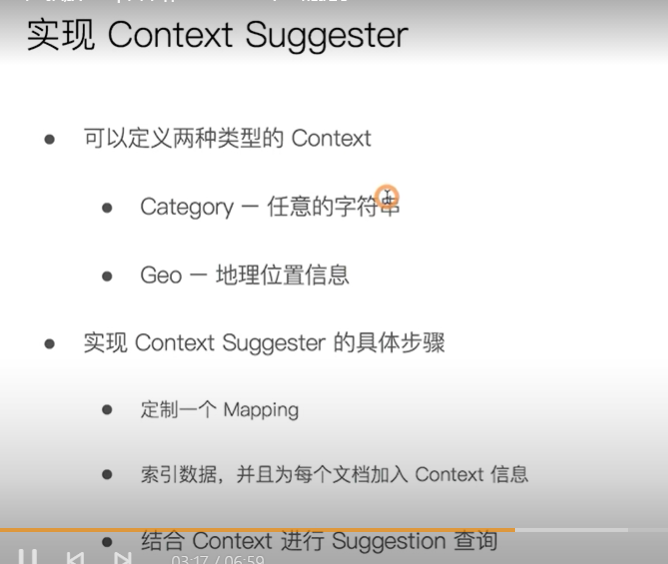 实现 Context Suggester
● 可以定义两种类型的 Context
● Category － 任意的字符串
● Geo － 地理位置信息
● 实现 Context Suggester 的具体步骤
● 定制一个 Mapping
● 索引数据，并且为每个文档加入 Context 信息
● 结合 Context 进行 Suggestion 查询
03:17 / 06:59